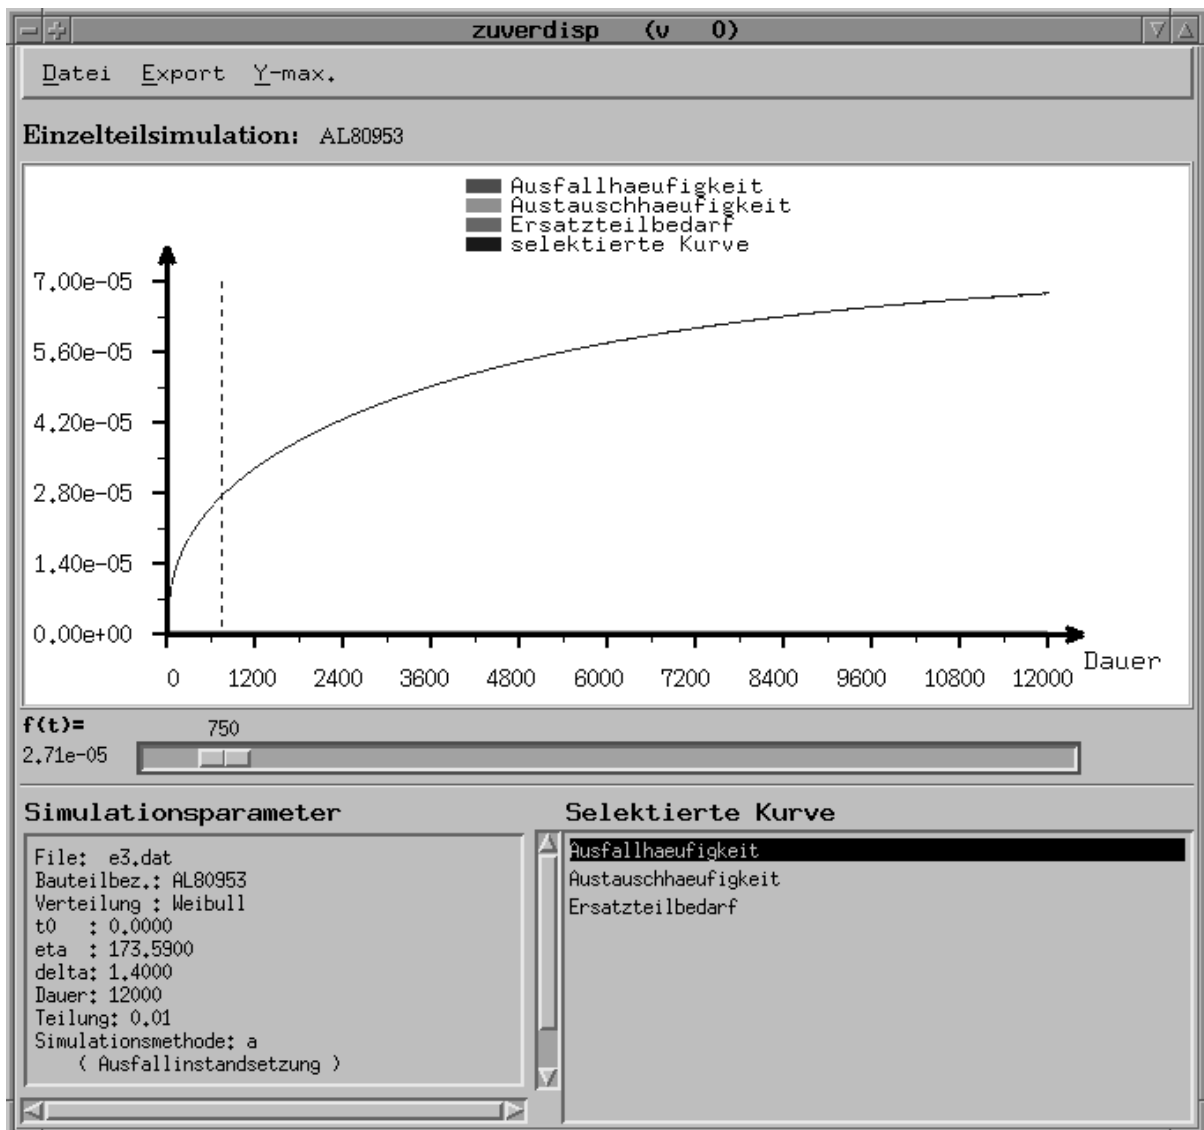 zuverdisp (v 0)
Datei Export Y-max.
Einzelteilsimulation: AL80953
Ausfallhaeufigkeit
Austauschhaeufigkeit
Ersatzteilbedarf
selektierte Kurve
7.00e-05
5.60e-05
4.20e-05
2.80e-05
1.40e-05
0.00e+00
0 1200 2400 3600 4800 6000 7200 8400 9600 10800 12000
Dauer
f(t)= 750
2.71e-05
Simulationsparameter
File: e3.dat
Bauteilbez.: AL80953
Verteilung : Weibull
t0 : 0.0000
eta : 173.5900
delta: 1.4000
Dauer: 12000
Teilung: 0.01
Simulationsmethode: a
( Ausfallinstandsetzung )
Selektierte Kurve
Ausfallhaeufigkeit
Austauschhaeufigkeit
Ersatzteilbedarf